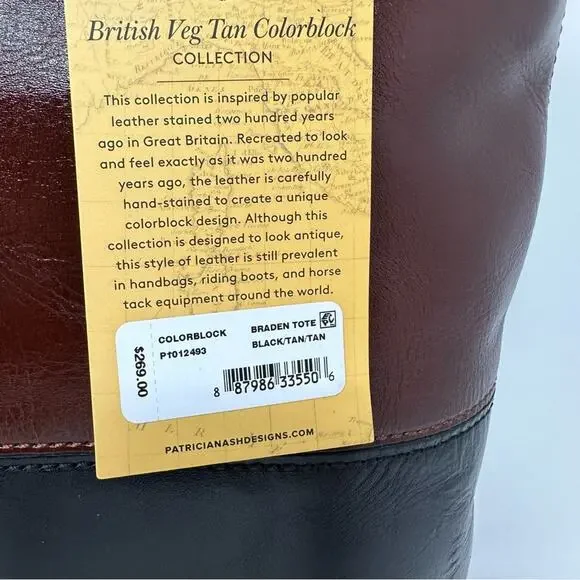 British Veg Tan Colorblock
COLLECTION
This collection is inspired by popular
leather stained two hundred years
ago in Great Britain. Recreated to look
and feel exactly as it was two hundred
years ago, the leather is carefully
hand-stained to create a unique
colorblock design. Although this
collection is designed to look antique,
this style of leather is still prevalent
in handbags, riding boots, and horse
tack equipment around the world.
$269.00
COLORBLOCK
P1012493
BRADEN TOTE
BLACK/TAN/TAN
8 87986 33550 6
PATRICIANASHDESIGNS.COM